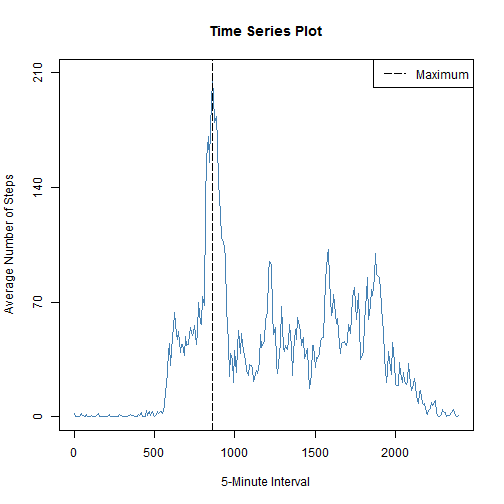 Time Series Plot
Maximum
Average Number of Steps
210
140
70
0
0 500 1000 1500 2000
5-Minute Interval